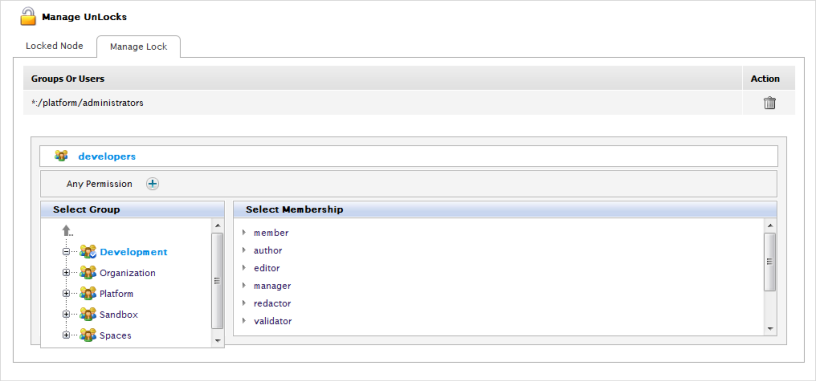 Manage UnLocks
Locked Node Manage Lock
Groups Or Users Action
*:/platform/administrators
developers
Any Permission
Select Group Select Membership
..
member
Development author
Organization editor
Platform manager
Sandbox redactor
Spaces validator